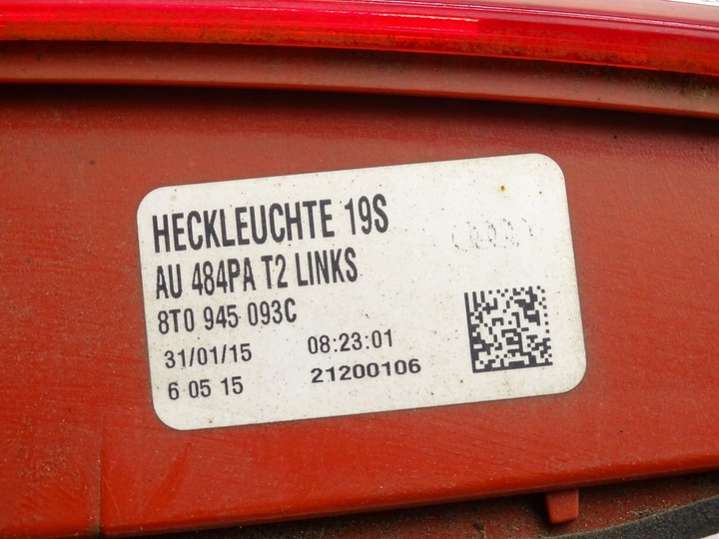 HECKLEUCHTE 19S
AU 484PA T2 LINKS
8T0 945 093C
31/01/15 08:23:01
6 05 15 21200106